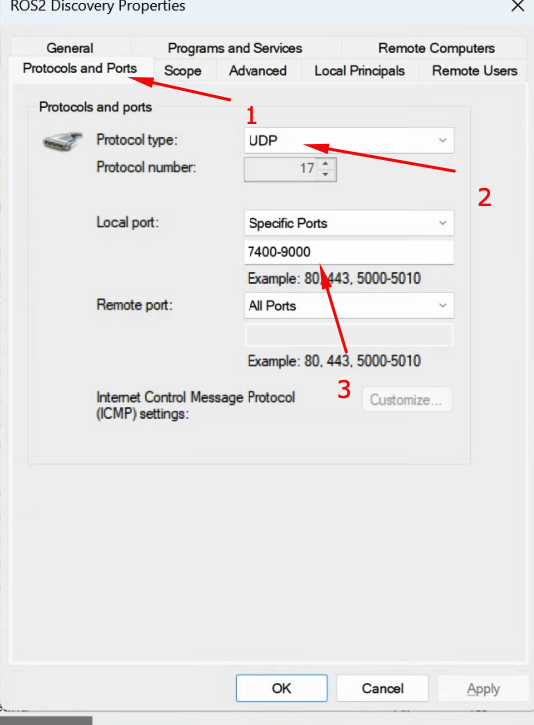 ROS2 Discovery Properties
General Programs and Services Remote Computers
Protocols and Ports Scope Advanced Local Principals Remote Users
Protocols and ports
1
Protocol type: UDP
Protocol number: 17
2
Local port: Specific Ports
7400-9000
Example: 80, 443, 5000-5010
Remote port: All Ports
Example: 80, 443, 5000-5010
3
Internet Control Message Protocol
(ICMP) settings:
Customize...
OK Cancel Apply